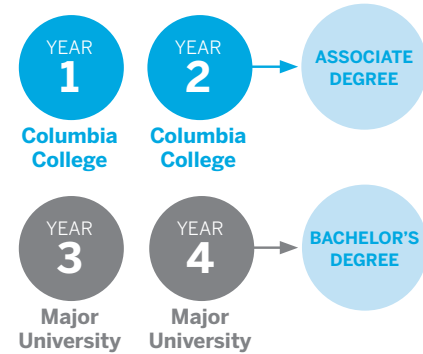 YEAR
1
YEAR
2
ASSOCIATE
DEGREE
Columbia
College
Columbia
College
YEAR
3
YEAR
4
BACHELOR'S
DEGREE
Major
University
Major
University